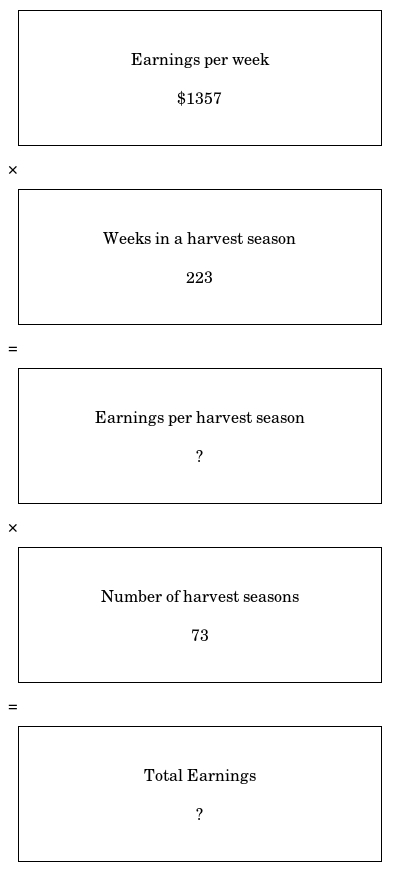 Earnings per week
$1357
×
Weeks in a harvest season
223
=
Earnings per harvest season
?
×
Number of harvest seasons
73
=
Total Earnings
?